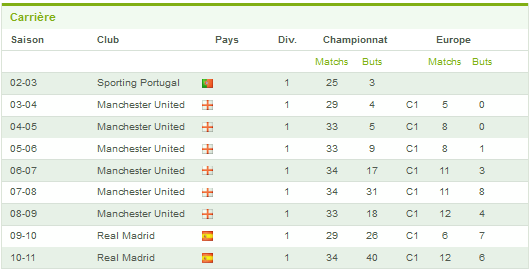 Carrière
Saison Club Pays Div. Championnat Europe
Matchs Buts Matchs Buts
02-03 Sporting Portugal 1 25 3
03-04 Manchester United 1 29 4 C1 5 0
04-05 Manchester United 1 33 5 C1 8 0
05-06 Manchester United 1 33 9 C1 8 1
06-07 Manchester United 1 34 17 C1 11 3
07-08 Manchester United 1 34 31 C1 11 8
08-09 Manchester United 1 33 18 C1 12 4
09-10 Real Madrid 1 29 26 C1 6 7
10-11 Real Madrid 1 34 40 C1 12 6